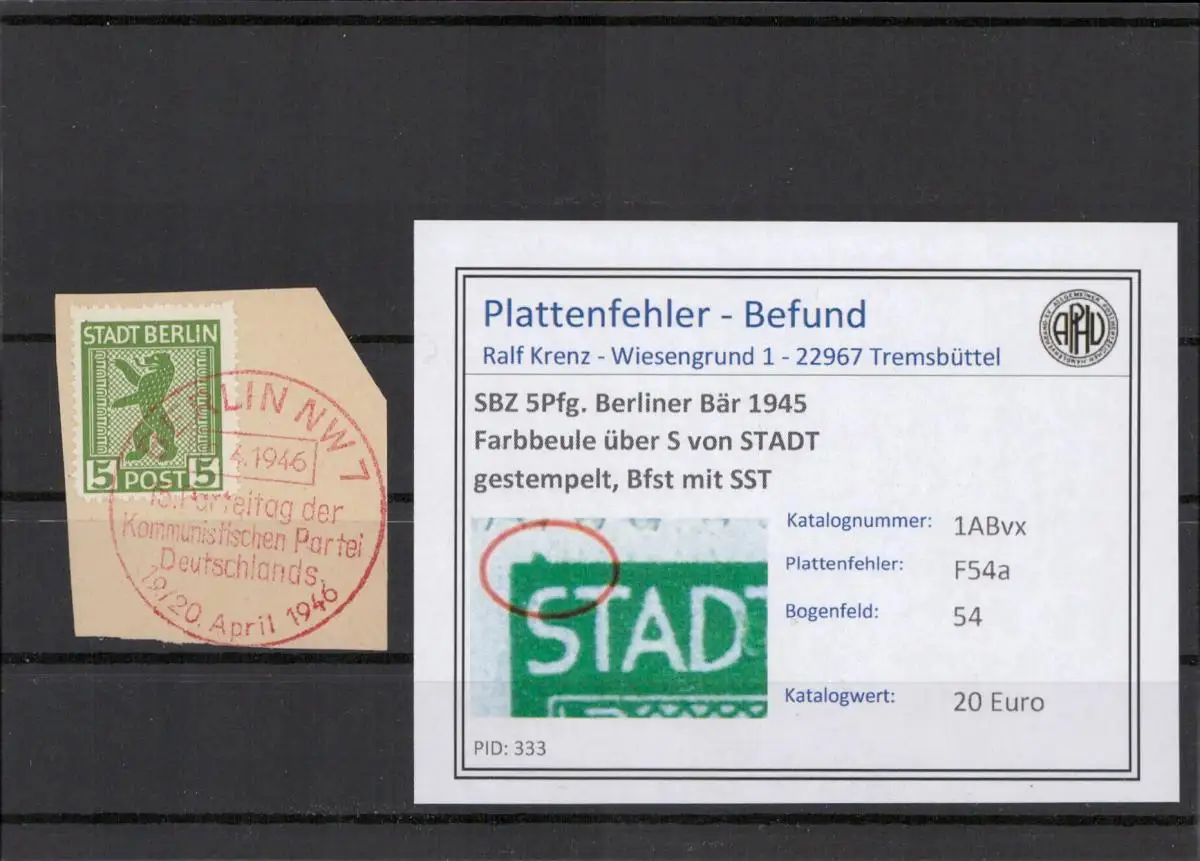 STADT BERLIN
5 POST 5
BERLIN NW 7
4.1946
15. Parteitag der
Kommunistischen Partei
Deutschlands.
19./20. April 1946
Plattenfehler - Befund
Ralf Krenz - Wiesengrund 1 - 22967 Tremsbüttel
APHV
SBZ 5Pfg. Berliner Bär 1945
Farbbeule über S von STADT
gestempelt, Bfst mit SST
STADT
Katalognummer: 1ABvx
Plattenfehler: F54a
Bogenfeld: 54
Katalogwert: 20 Euro
PID: 333